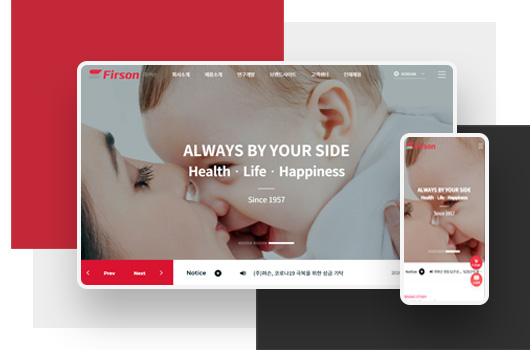 Firson
회사소개 제품소개 연구개발 브랜드사이트 고객센터 인재채용 KOREAN
ALWAYS BY YOUR SIDE
Health · Life · Happiness
Since 1957
Prev Next Notice (주)퍼슨, 코로나19 극복을 위한 성금 기탁
Firson
ALWAYS BY YOUR SIDE
Health · Life · Happiness
Since 1957
Notice